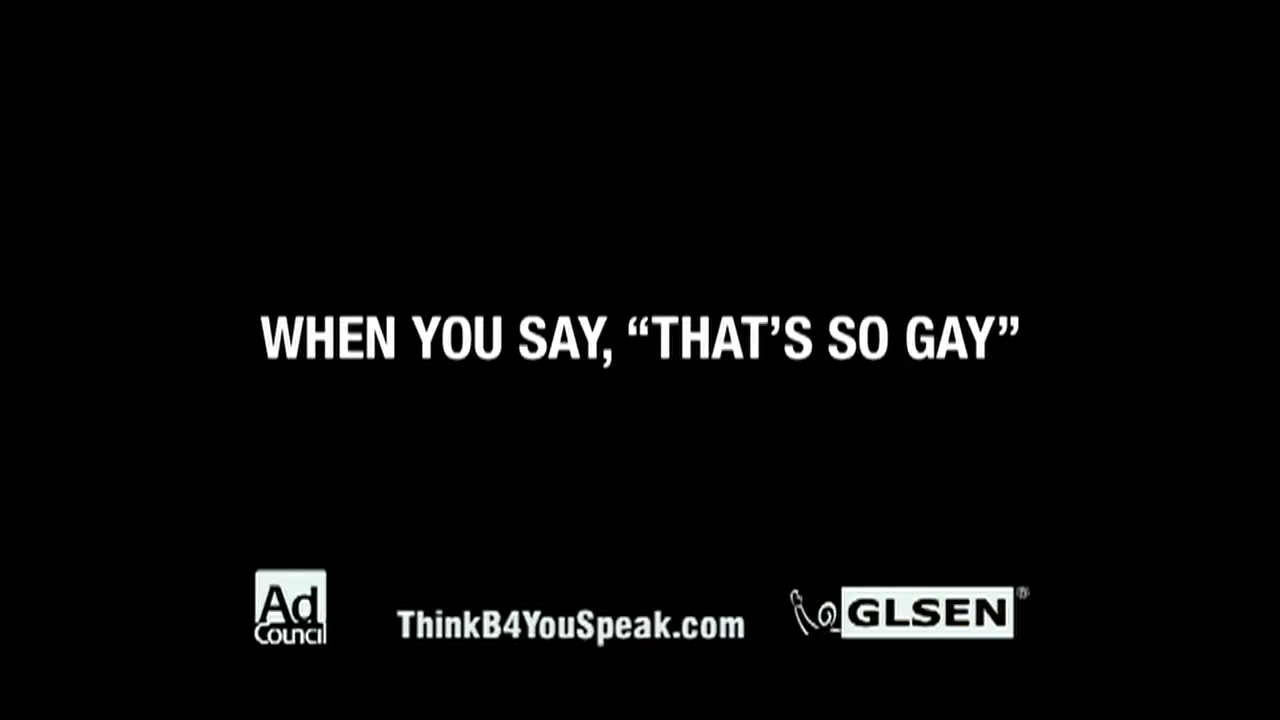 WHEN YOU SAY, “THAT’S SO GAY”
Ad Council
ThinkB4YouSpeak.com
GLSEN®